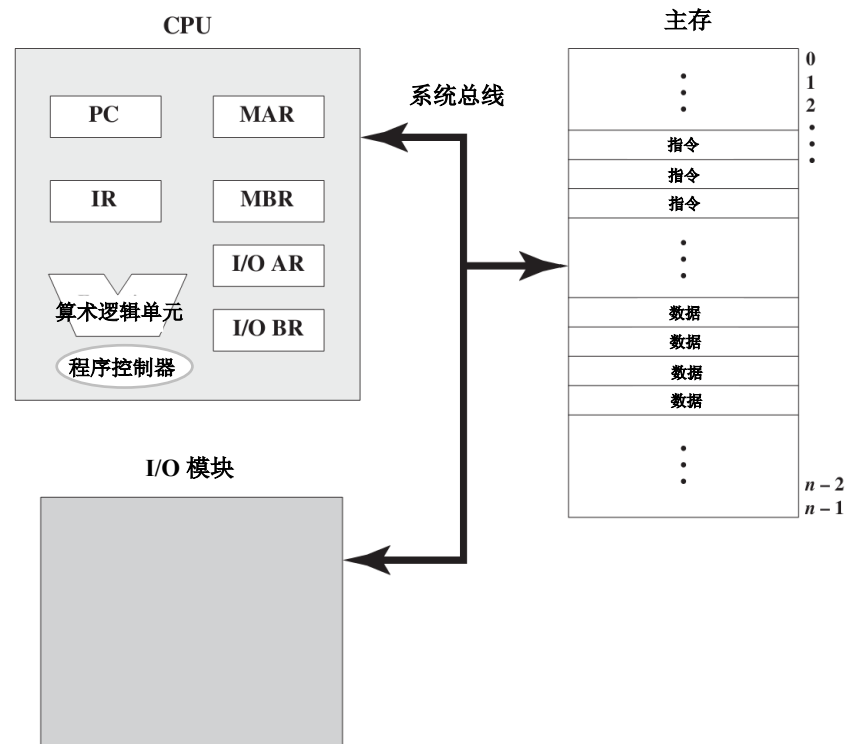 CPU
PC
MAR
IR
MBR
I/O AR
算术逻辑单元
I/O BR
程序控制器
系统总线
主存
0
1
2
指令
指令
指令
数据
数据
数据
数据
n – 2
n – 1
I/O 模块